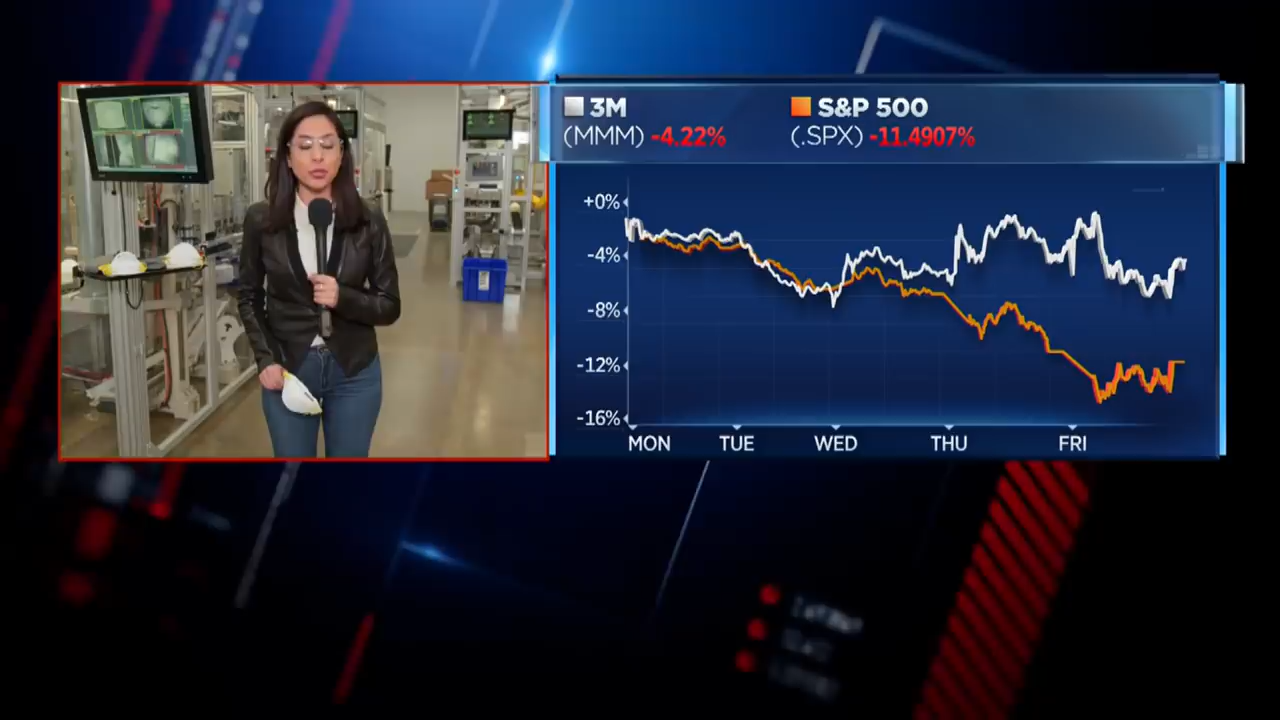 3M
(MMM) -4.22%
S&P 500
(.SPX) -11.4907%
+0%
-4%
-8%
-12%
-16%
MON TUE WED THU FRI